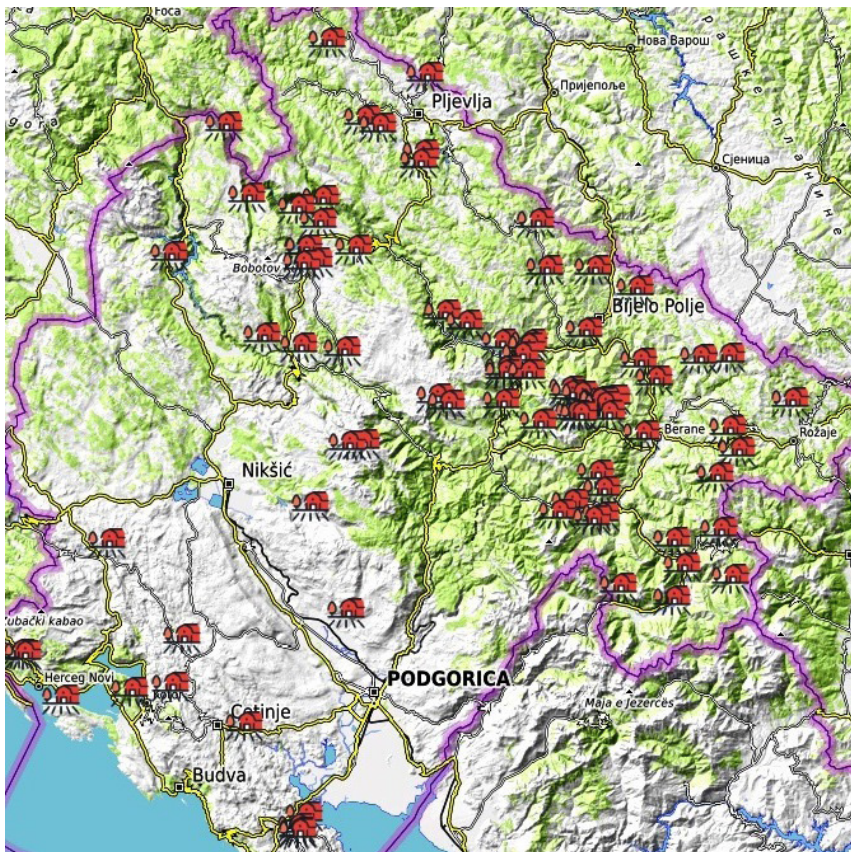 Foča
Нова Варош
Пријепоље
Pljevlja
Сјеница
Bobotov
Bijelo Polje
Berane
Rožaje
Nikšić
Herceg Novi
PODGORICA
Cetinje
Maja e Jezercës
Budva